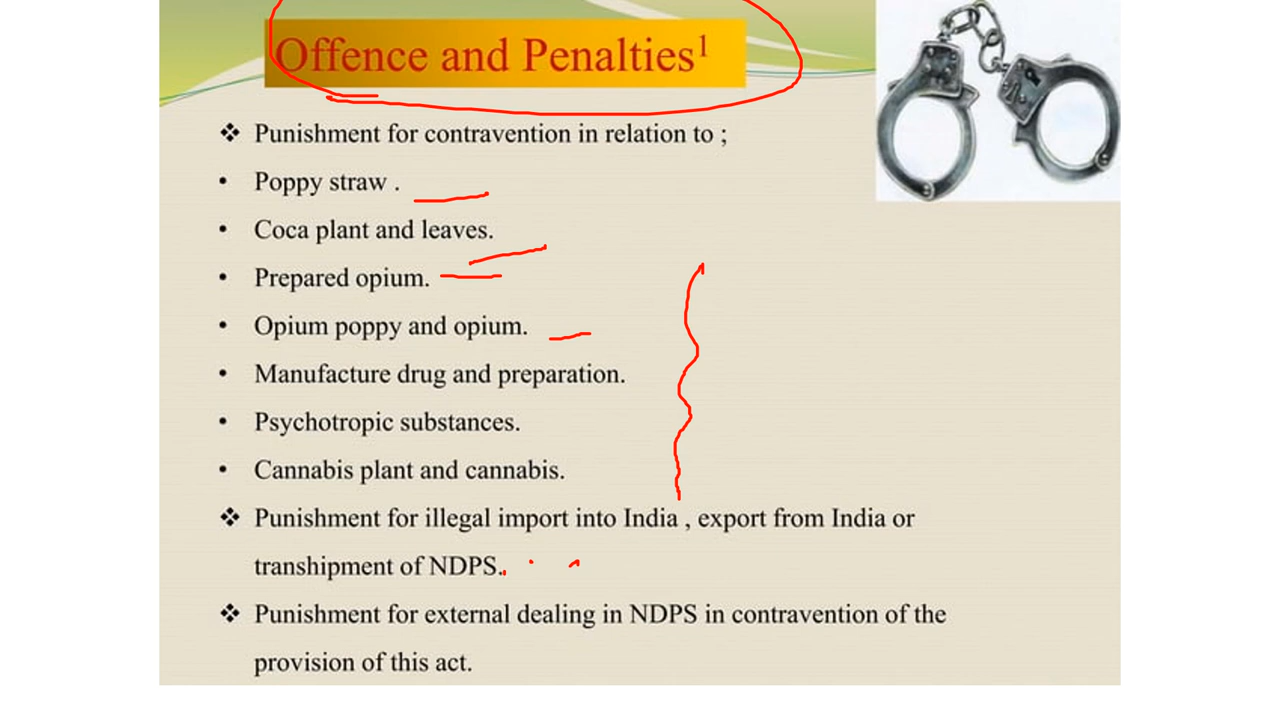 Offence and Penalties¹
❖ Punishment for contravention in relation to ;
• Poppy straw .
• Coca plant and leaves.
• Prepared opium.
• Opium poppy and opium.
• Manufacture drug and preparation.
• Psychotropic substances.
• Cannabis plant and cannabis.
❖ Punishment for illegal import into India , export from India or
transhipment of NDPS.
❖ Punishment for external dealing in NDPS in contravention of the
provision of this act.